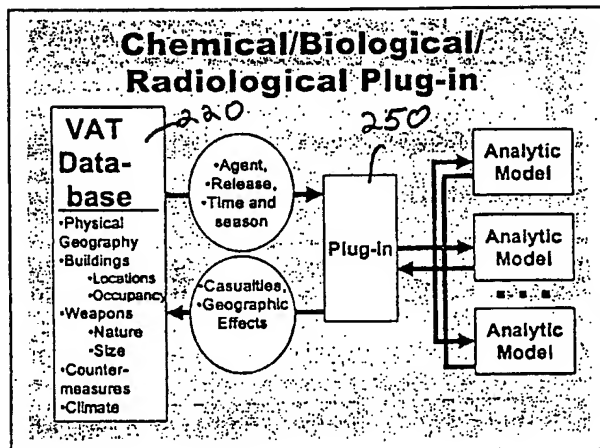 Chemical/Biological/
Radiological Plug-in
VAT
Data-
base
220
•Physical
Geography
•Buildings
•Locations
•Occupancy
•Weapons
•Nature
•Size
•Counter-
measures
•Climate
•Agent,
•Release,
•Time and
season
•Casualties,
•Geographic
Effects
250
Plug-in
Analytic
Model
Analytic
Model
Analytic
Model